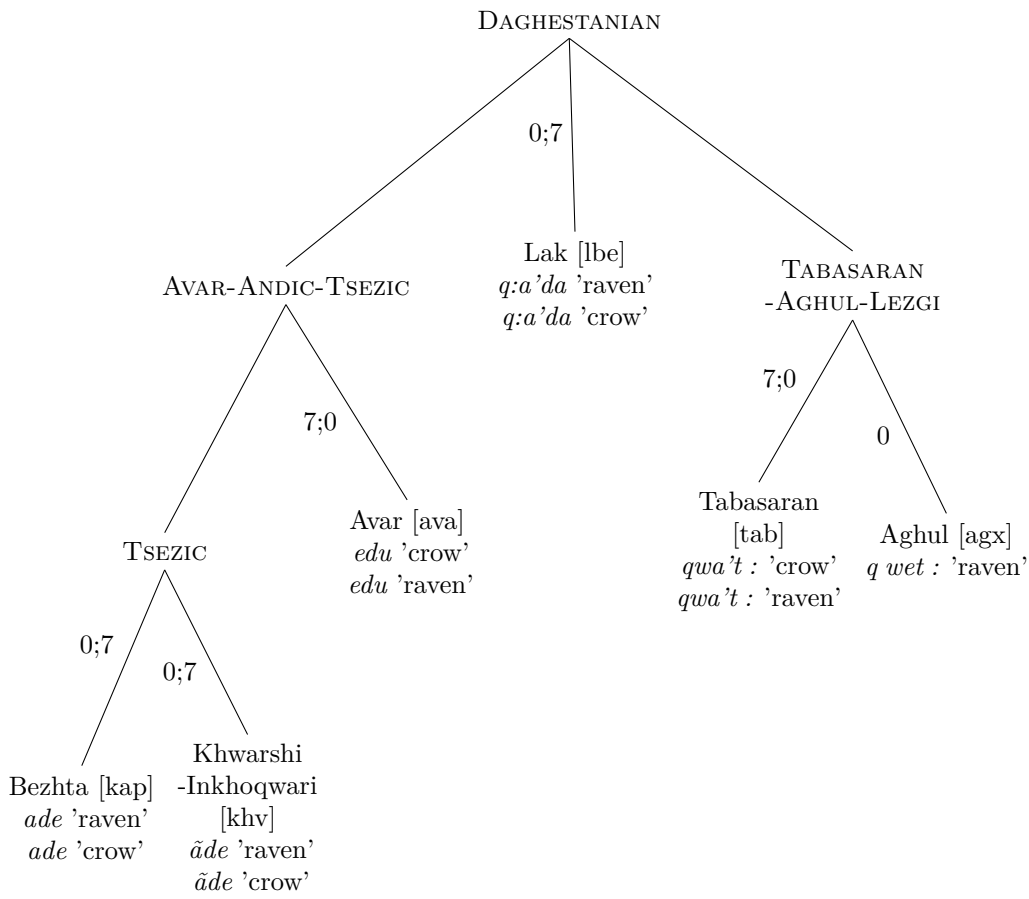 DAGHESTANIAN
0;7
Lak [lbe]
q:a’da ’raven’
q:a’da ’crow’
AVAR-ANDIC-TSEZIC
TABASARAN
-AGHUL-LEZGI
7;0
7;0
0
Avar [ava]
edu ’crow’
edu ’raven’
Tabasaran
[tab]
qwa’t : ’crow’
qwa’t : ’raven’
Aghul [agx]
q wet : ’raven’
TSEZIC
0;7
0;7
Bezhta [kap]
ade ’raven’
ade ’crow’
Khwarshi
-Inkhoqwari
[khv]
ãde ’raven’
ãde ’crow’